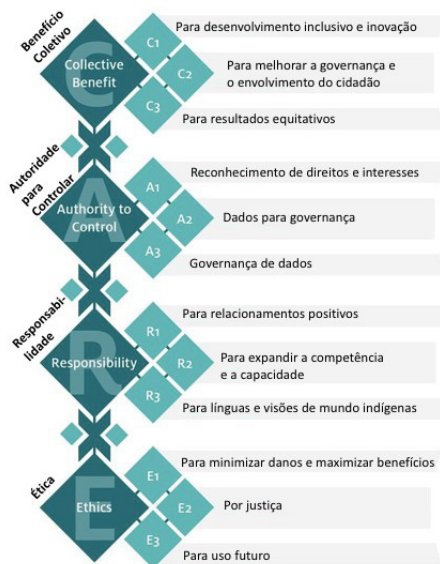 Benefício
Coletivo
C
Collective
Benefit
C1
Para desenvolvimento inclusivo e inovação
C2
Para melhorar a governança e
o envolvimento do cidadão
C3
Para resultados equitativos
Autoridade
para
Controlar
A
Authority to
Control
A1
Reconhecimento de direitos e interesses
A2
Dados para governança
A3
Governança de dados
Responsabi-
lidade
R
Responsibility
R1
Para relacionamentos positivos
R2
Para expandir a competência
e a capacidade
R3
Para línguas e visões de mundo indígenas
Ética
E
Ethics
E1
Para minimizar danos e maximizar benefícios
E2
Por justiça
E3
Para uso futuro